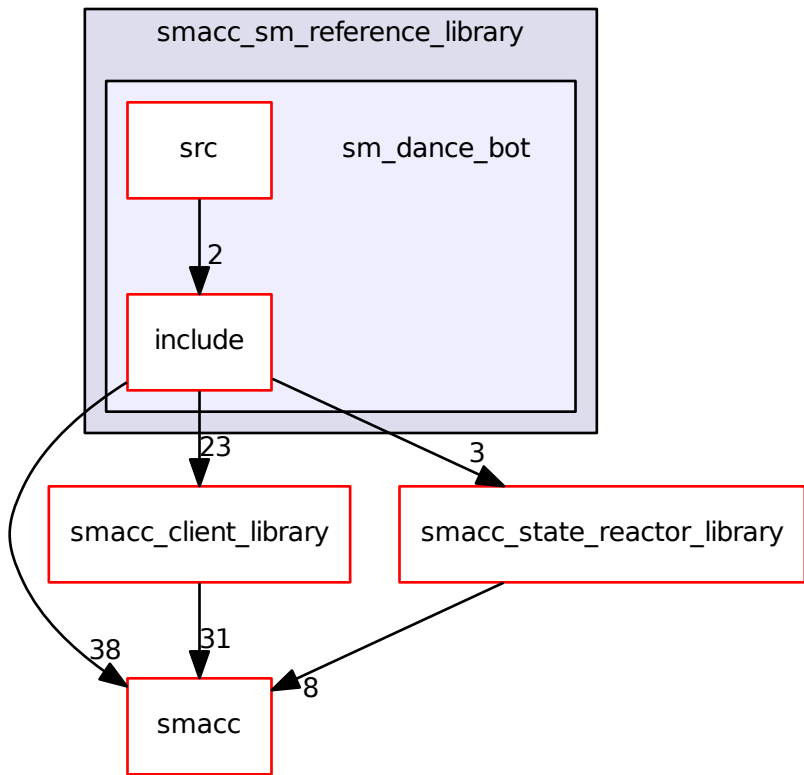 smacc_sm_reference_library
src
sm_dance_bot
2
include
23
3
smacc_client_library
smacc_state_reactor_library
38
31
8
smacc